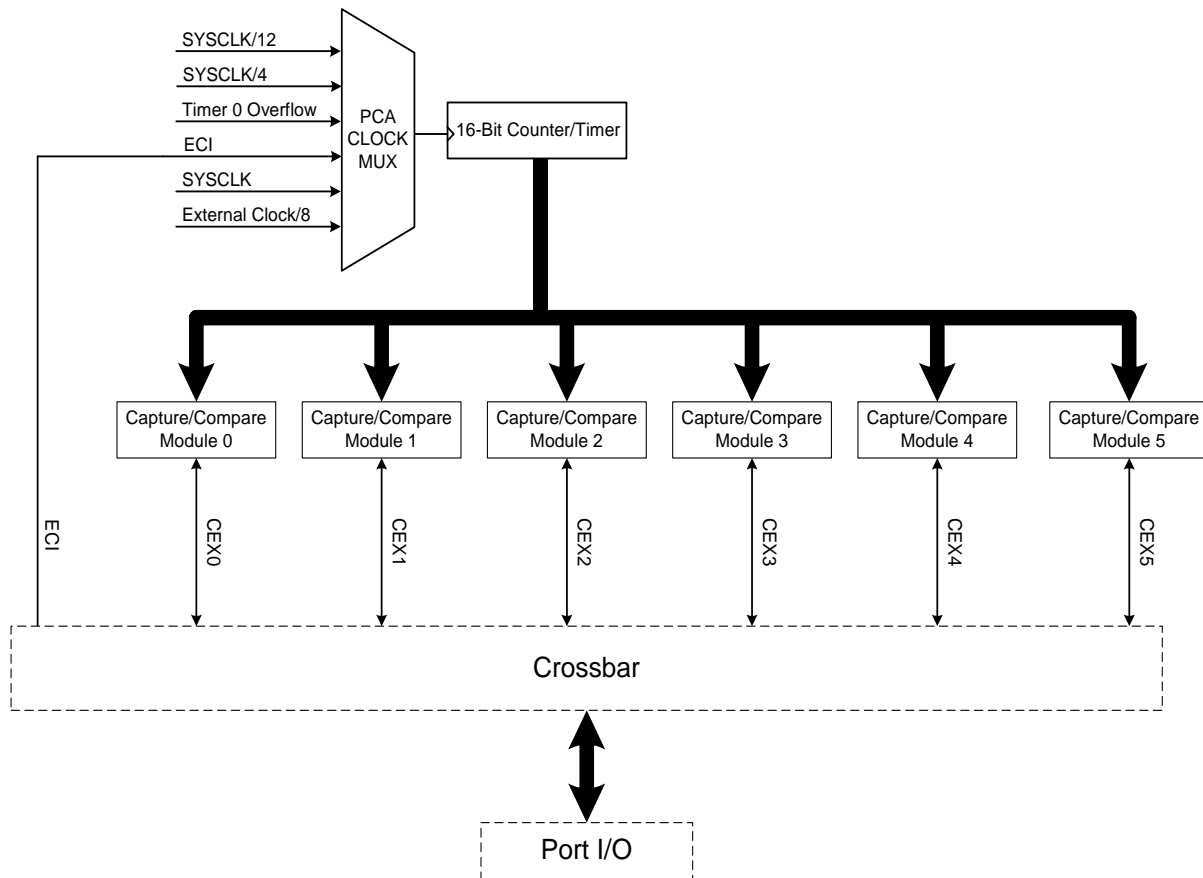 SYSCLK/12
SYSCLK/4
Timer 0 Overflow
ECI
SYSCLK
External Clock/8
PCA
CLOCK
MUX
16-Bit Counter/Timer
Capture/Compare
Module 0
Capture/Compare
Module 1
Capture/Compare
Module 2
Capture/Compare
Module 3
Capture/Compare
Module 4
Capture/Compare
Module 5
ECI
CEX0
CEX1
CEX2
CEX3
CEX4
CEX5
Crossbar
Port I/O